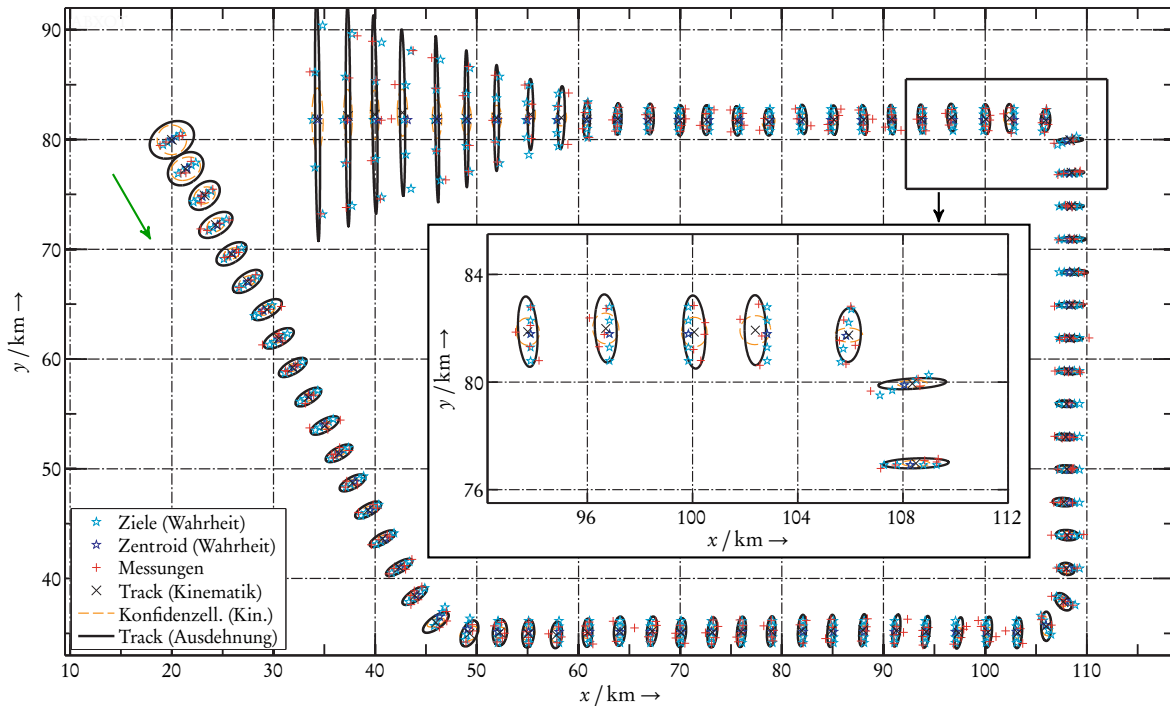 90
80
70
60
50
40
y / km →
84
80
76
y / km →
96
100
104
108
112
x / km →
Ziele (Wahrheit)
Zentroid (Wahrheit)
Messungen
Track (Kinematik)
Konfidenzell. (Kin.)
Track (Ausdehnung)
10
20
30
40
50
60
70
80
90
100
110
x / km →